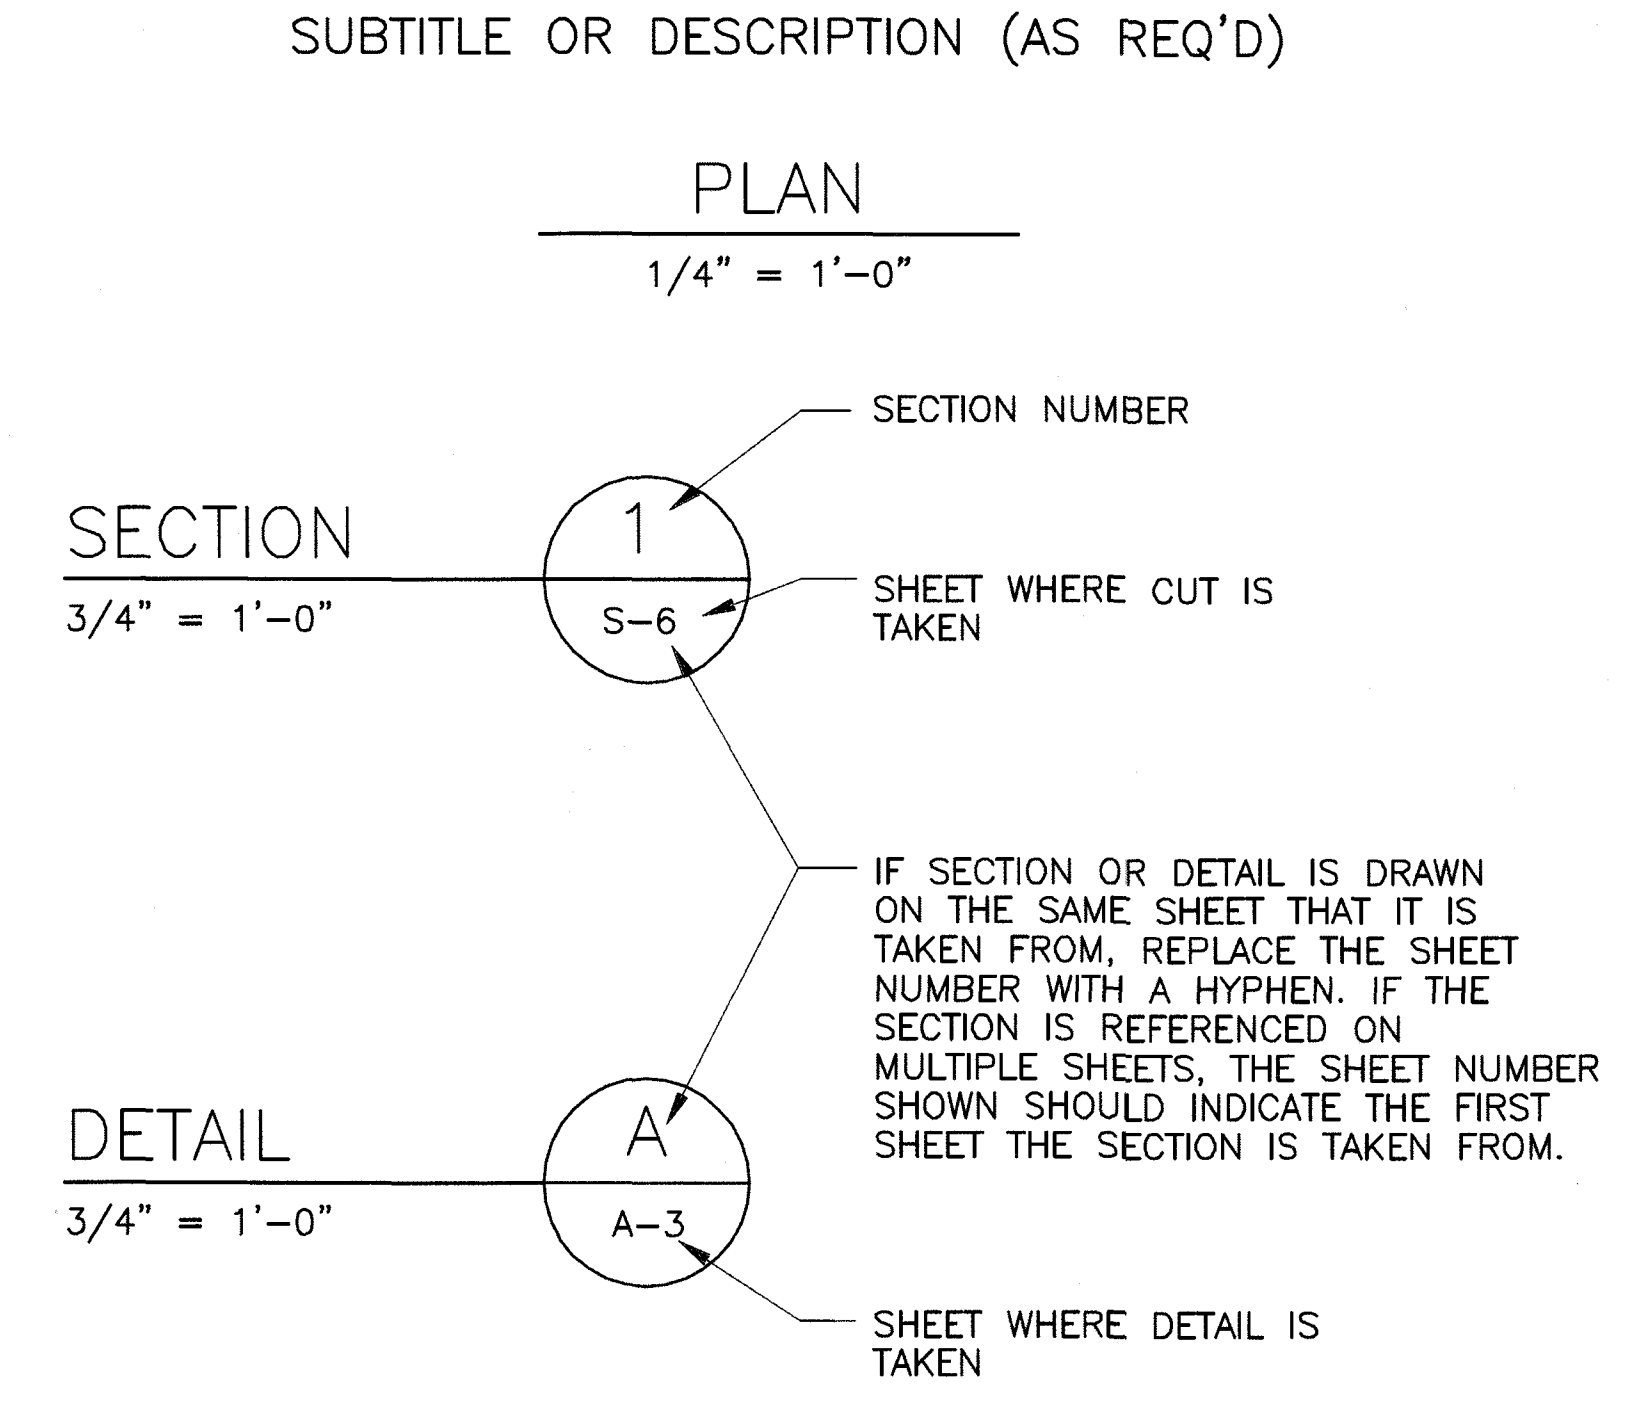 SUBTITLE OR DESCRIPTION (AS REQ'D)
PLAN
1/4" = 1'-0"
SECTION NUMBER
SECTION
1
3/4" = 1'-0"
S-6
SHEET WHERE CUT IS
TAKEN
IF SECTION OR DETAIL IS DRAWN
ON THE SAME SHEET THAT IT IS
TAKEN FROM, REPLACE THE SHEET
NUMBER WITH A HYPHEN. IF THE
SECTION IS REFERENCED ON
MULTIPLE SHEETS, THE SHEET NUMBER
SHOWN SHOULD INDICATE THE FIRST
SHEET THE SECTION IS TAKEN FROM.
DETAIL
A
3/4" = 1'-0"
A-3
SHEET WHERE DETAIL IS
TAKEN